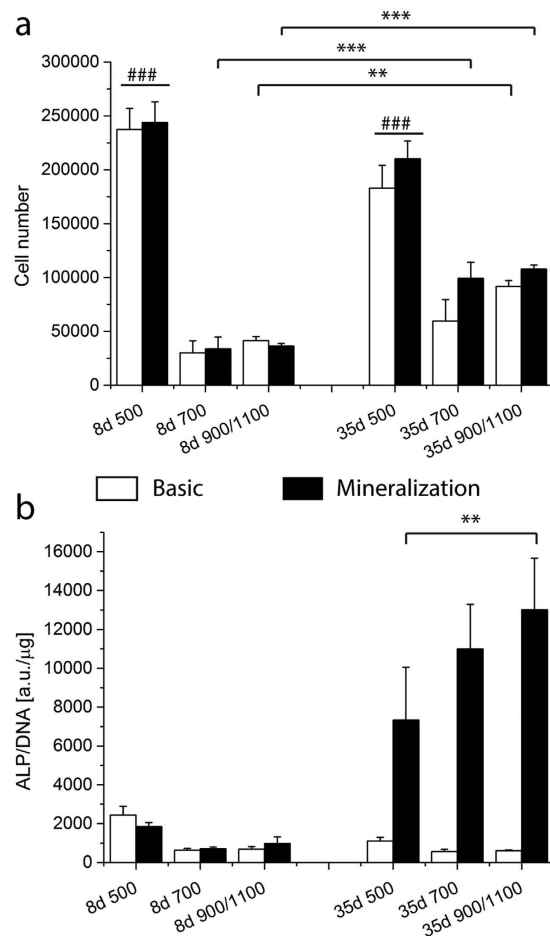 a
***
***
**
###
###
300000
250000
200000
150000
100000
50000
0
Cell number
8d 500
8d 700
8d 900/1100
35d 500
35d 700
35d 900/1100
Basic
Mineralization
b
**
16000
14000
12000
10000
8000
6000
4000
2000
0
ALP/DNA [a.u./µg]
8d 500
8d 700
8d 900/1100
35d 500
35d 700
35d 900/1100